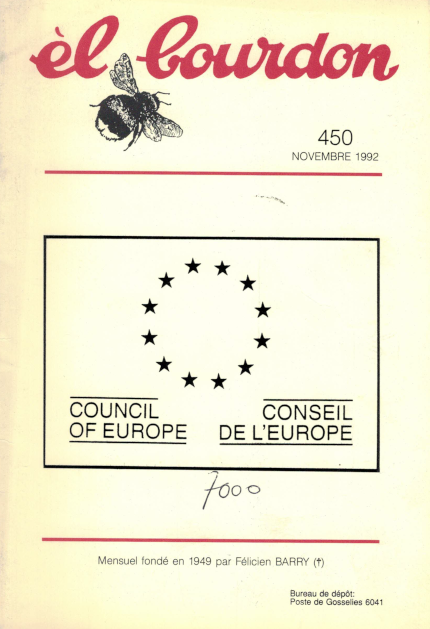 èl bourdon
450
NOVEMBRE 1992
COUNCIL
OF EUROPE
CONSEIL
DE L'EUROPE
7000
Mensuel fondé en 1949 par Félicien BARRY (†)
Bureau de dépôt:
Poste de Gosselies 6041